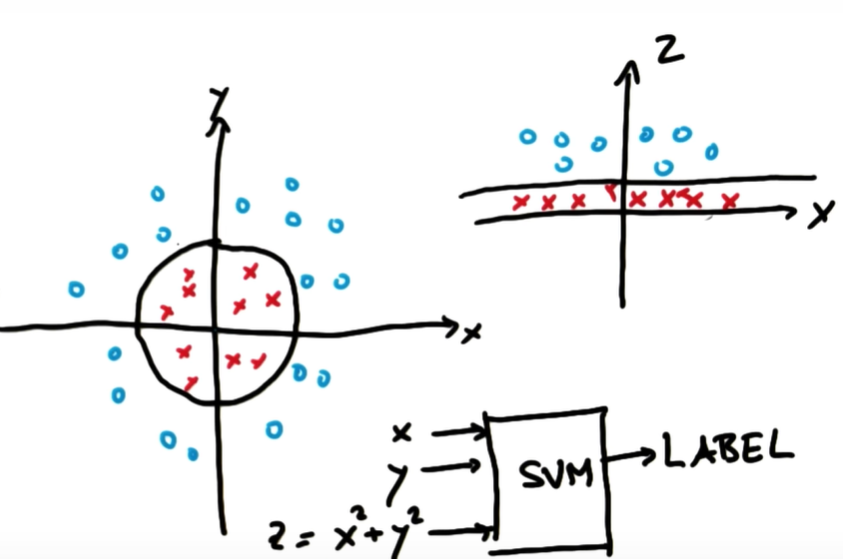 y
x
z
x
x
y
z = x² + y²
SVM
LABEL